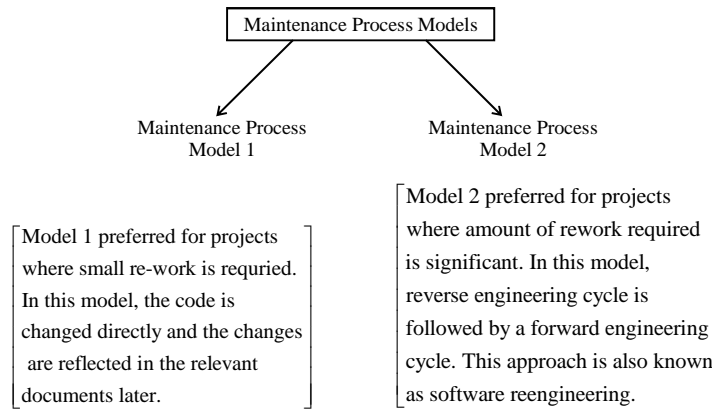 Maintenance Process Models
Maintenance Process
Model 1
Maintenance Process
Model 2
Model 1 preferred for projects
where small re-work is requried.
In this model, the code is
changed directly and the changes
are reflected in the relevant
documents later.
Model 2 preferred for projects
where amount of rework required
is significant. In this model,
reverse engineering cycle is
followed by a forward engineering
cycle. This approach is also known
as software reengineering.